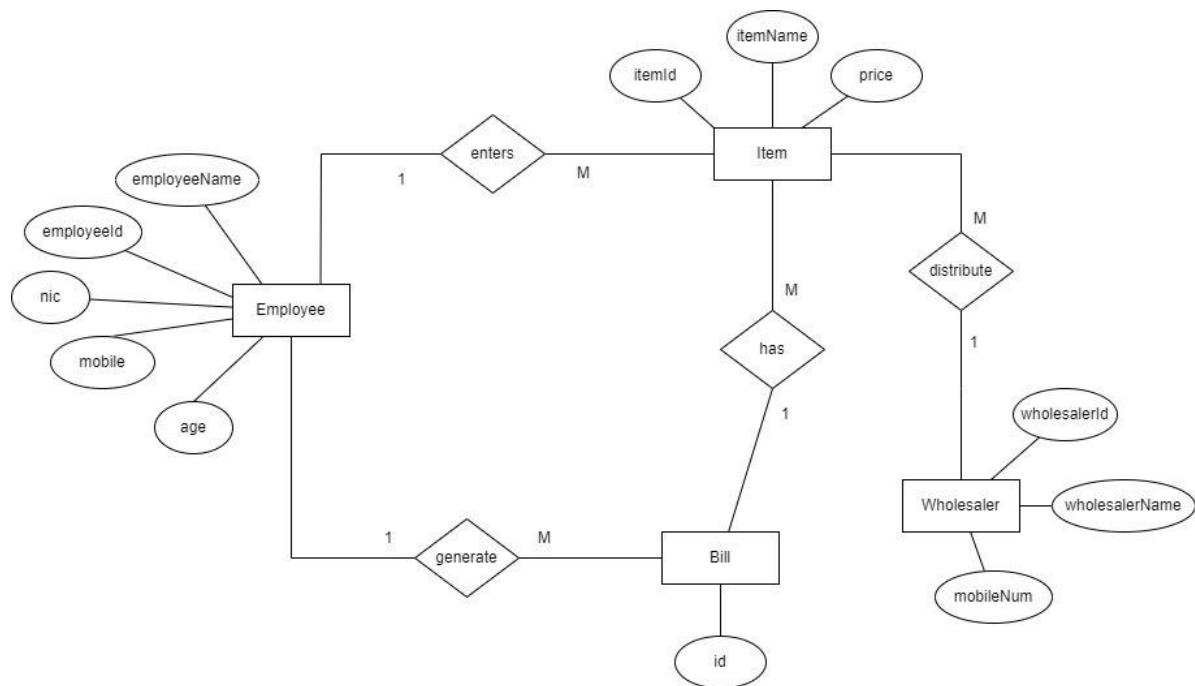 itemName
itemId
price
enters
Item
1
M
employeeName
M
employeeId
distribute
nic
Employee
M
mobile
has
1
age
1
wholesalerId
Wholesaler
wholesalerName
1
generate
M
Bill
mobileNum
id